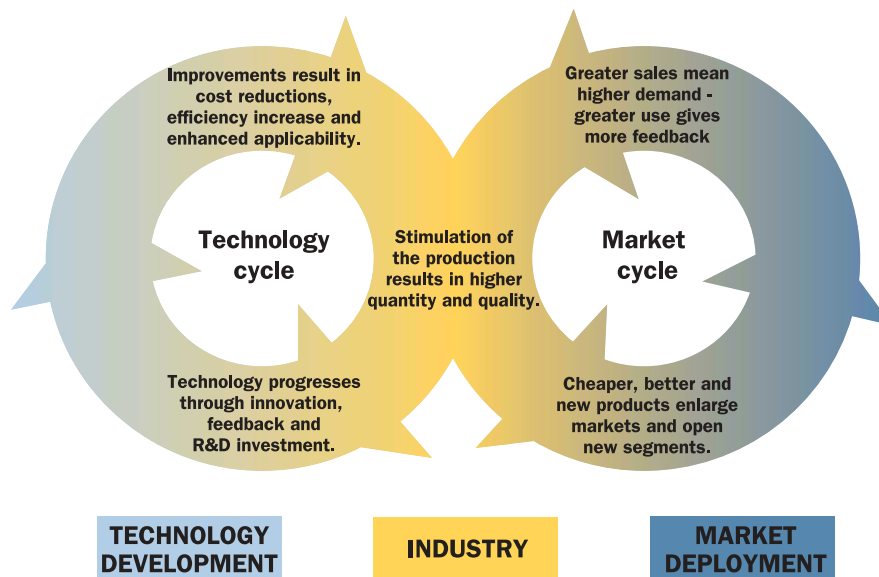 Improvements result in
cost reductions,
efficiency increase and
enhanced applicability.
Greater sales mean
higher demand -
greater use gives
more feedback
Technology
cycle
Stimulation of
the production
results in higher
quantity and quality.
Market
cycle
Technology progresses
through innovation,
feedback and
R&D investment.
Cheaper, better and
new products enlarge
markets and open
new segments.
TECHNOLOGY
DEVELOPMENT
INDUSTRY
MARKET
DEPLOYMENT